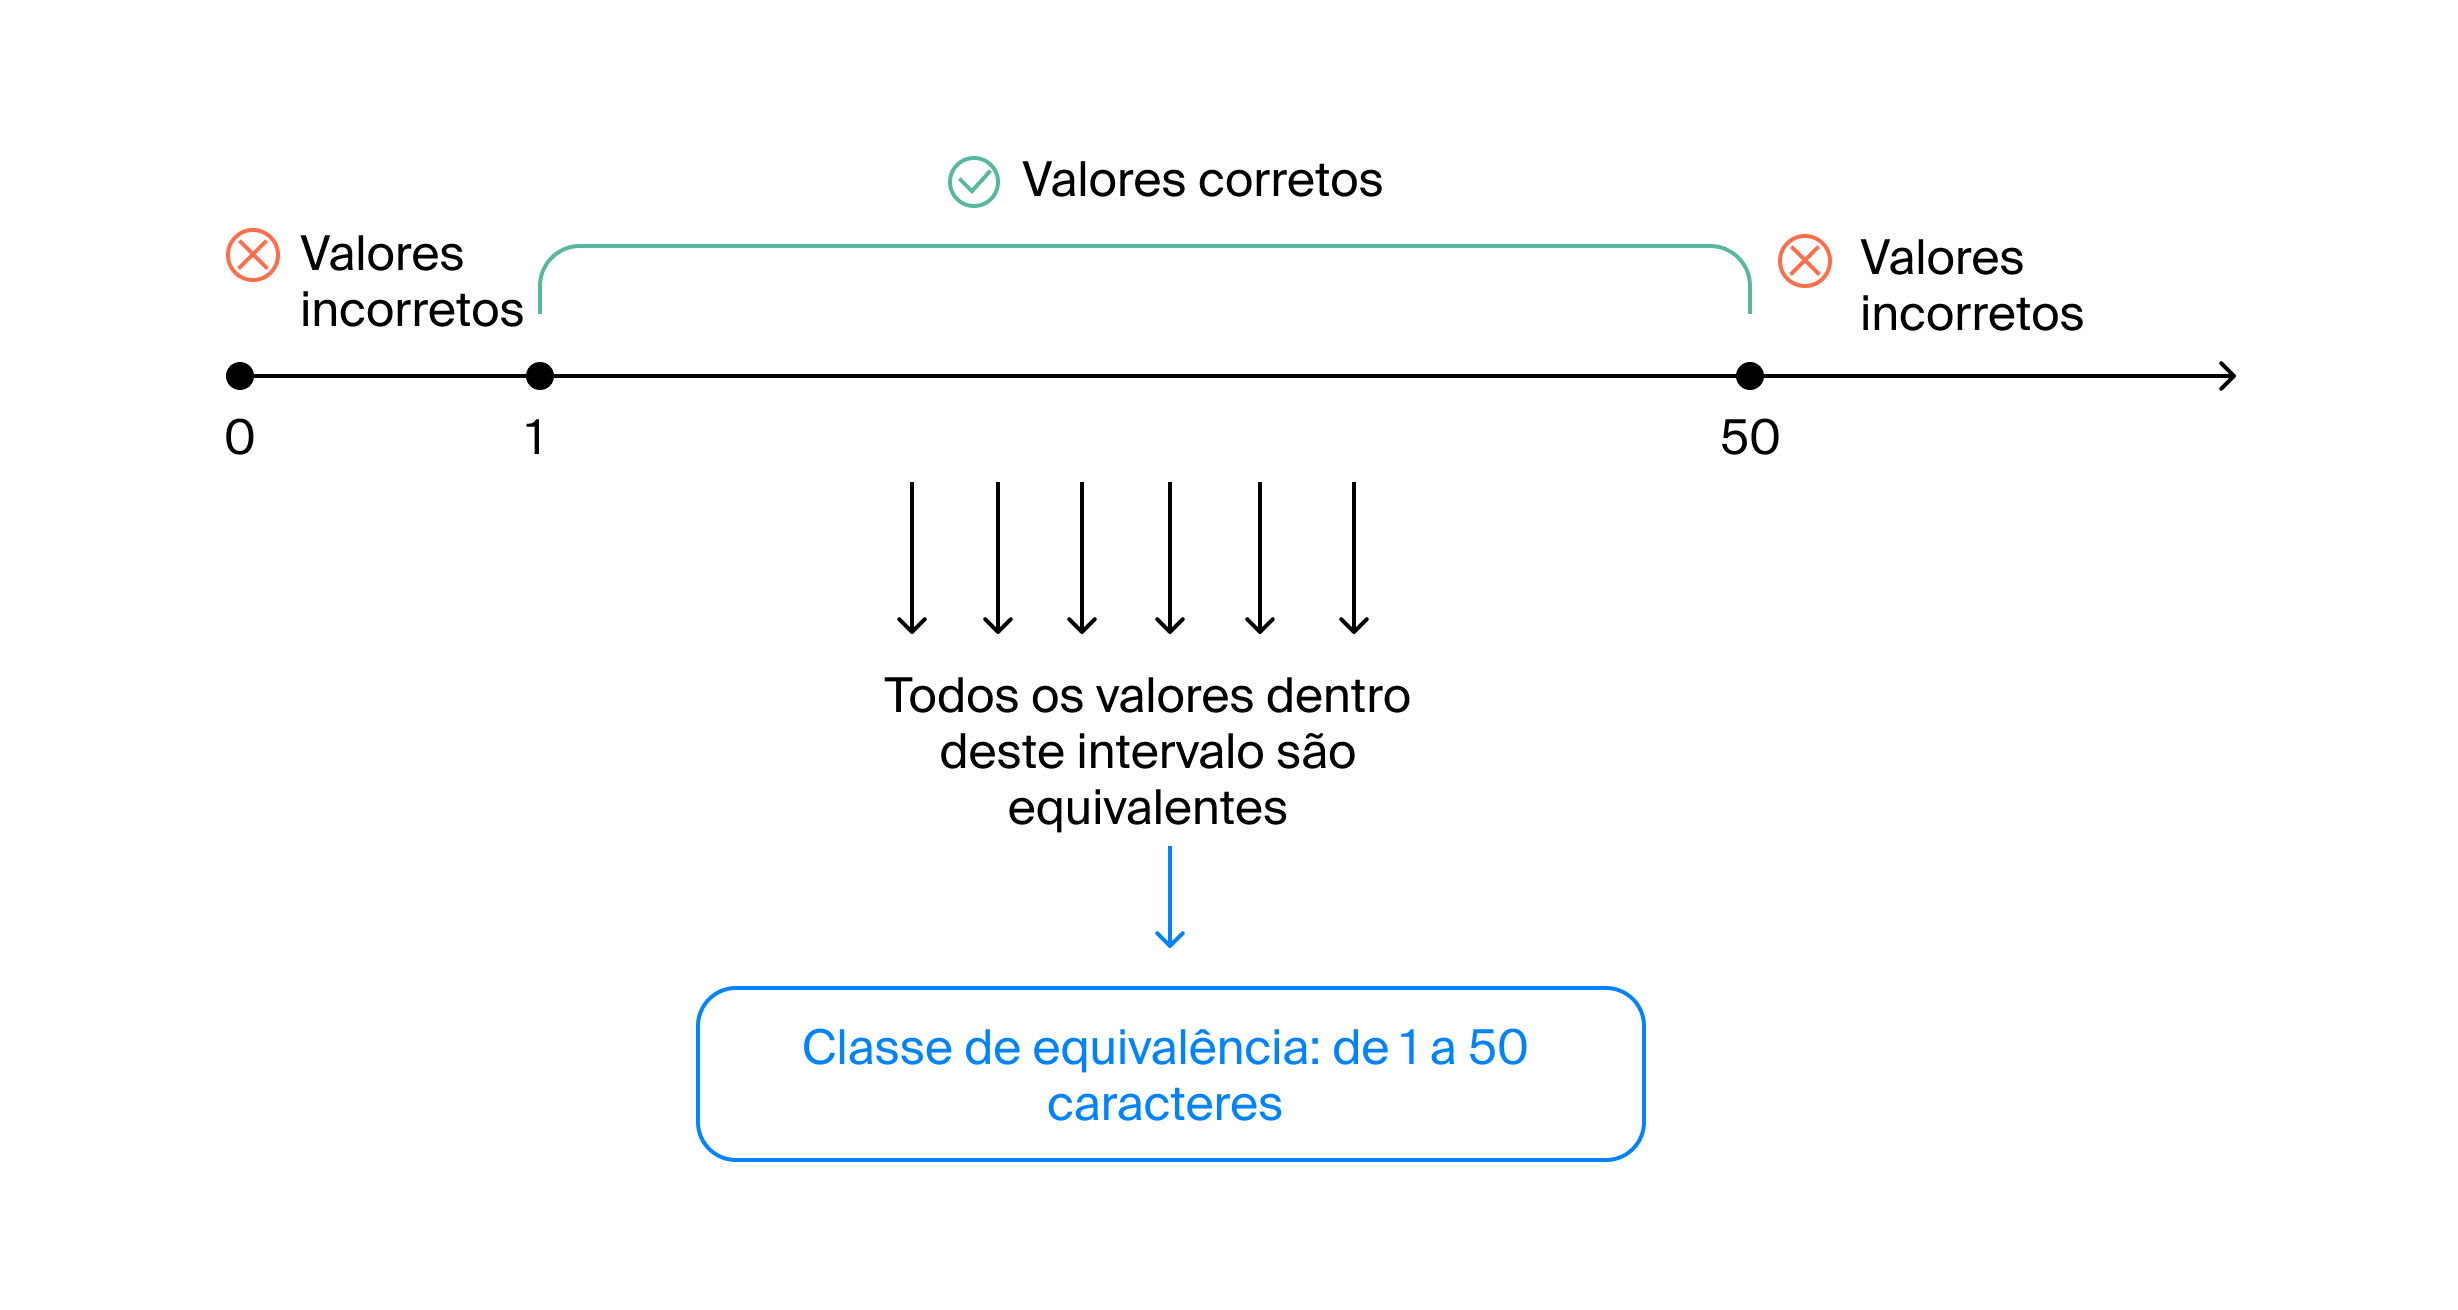 Valores corretos
Valores
incorretos
Valores
incorretos
0
1
50
Todos os valores dentro
deste intervalo são
equivalentes
Classe de equivalência: de 1 a 50
caracteres